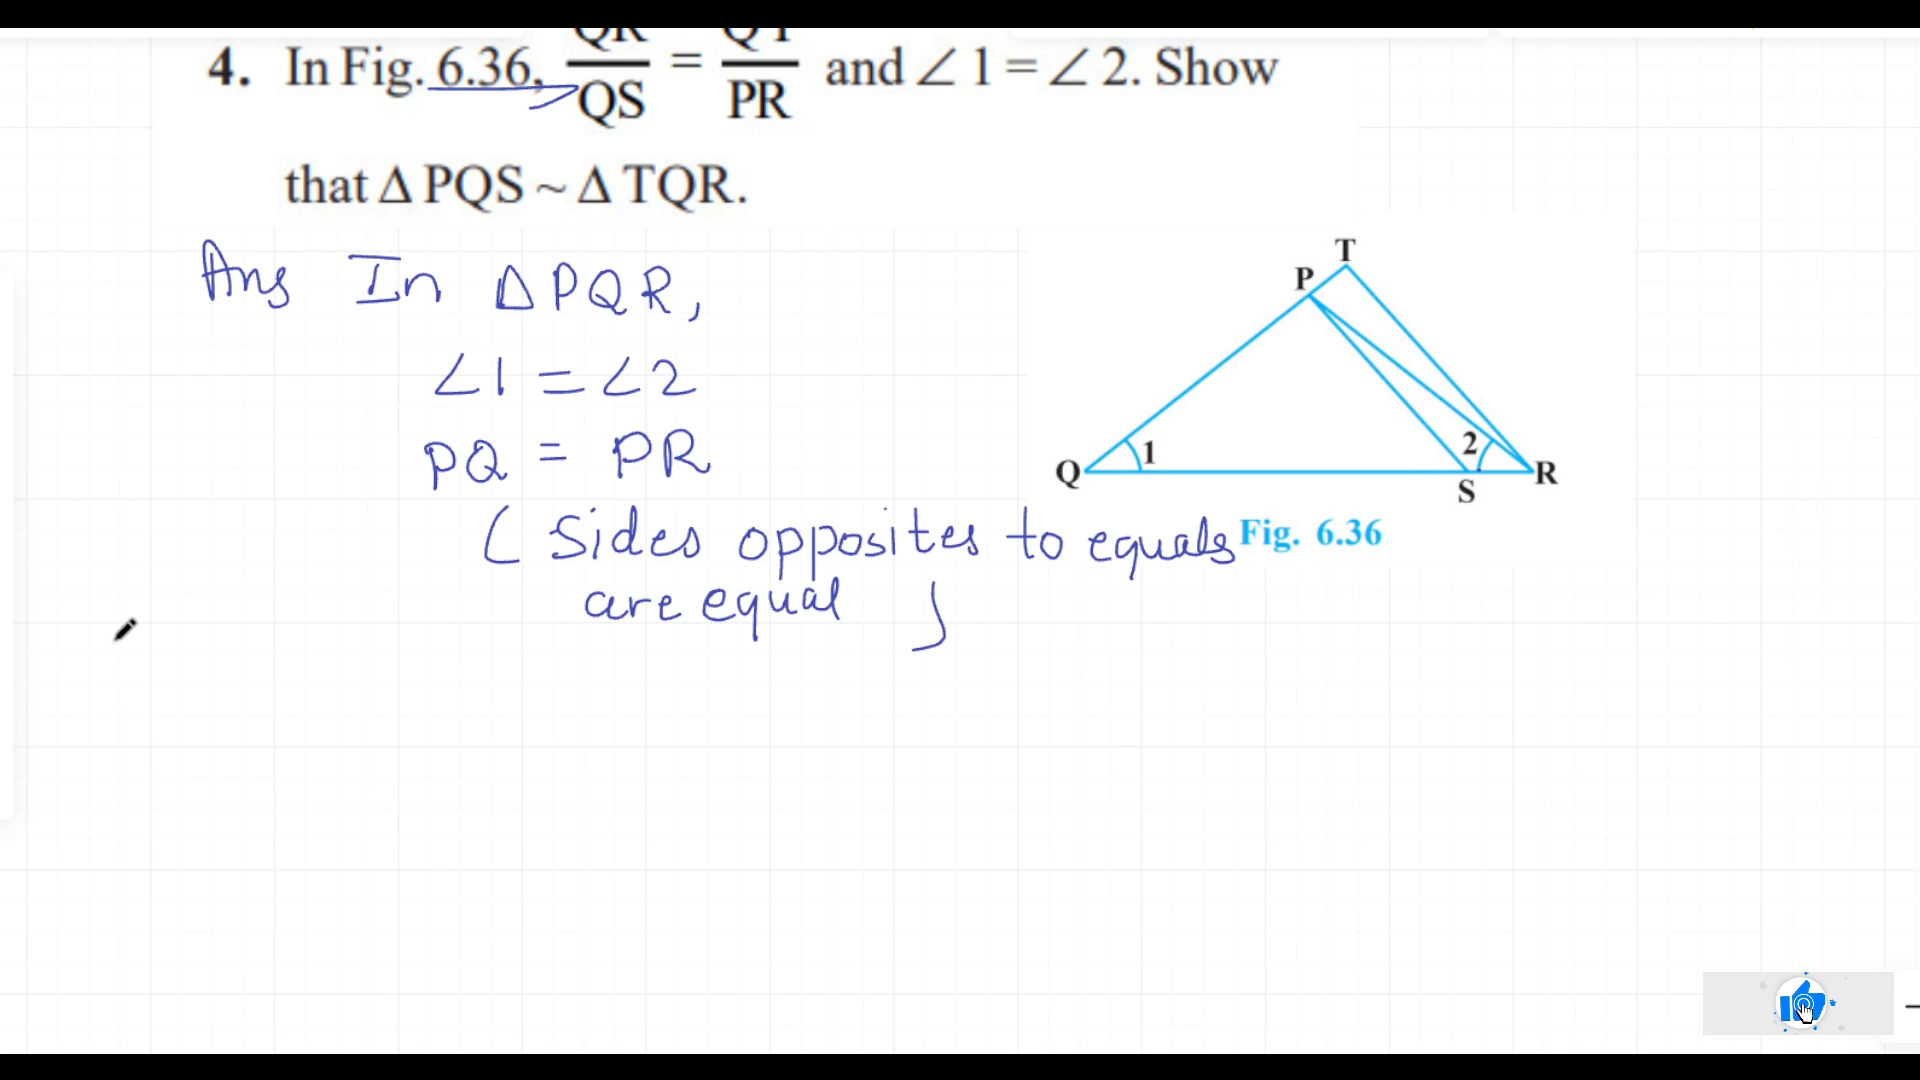 4. In Fig. 6.36, QR/QS = QT/PR and ∠1 = ∠2. Show
that Δ PQS ~ Δ TQR.
Ans In Δ PQR,
∠1 = ∠2
PQ = PR
( Sides opposites to equals
are equal )
T
P
Q
1
2
R
S
Fig. 6.36